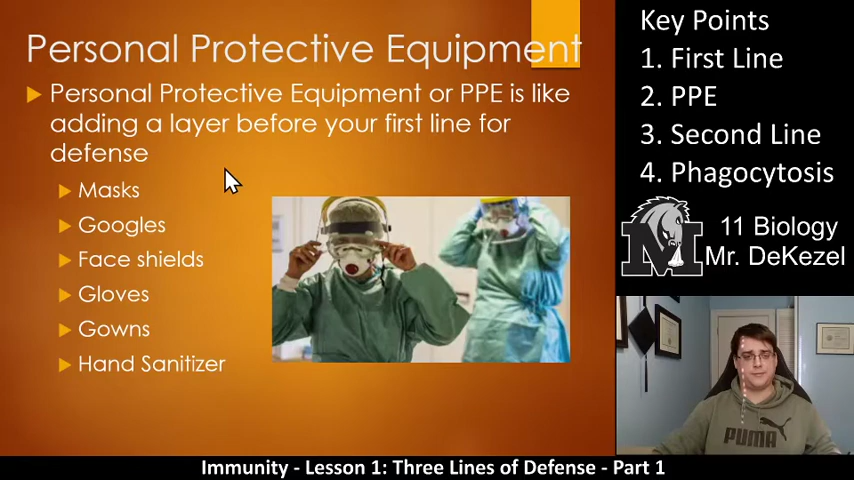 Personal Protective Equipment
Personal Protective Equipment or PPE is like
adding a layer before your first line for
defense
Masks
Googles
Face shields
Gloves
Gowns
Hand Sanitizer
Key Points
1. First Line
2. PPE
3. Second Line
4. Phagocytosis
M
11 Biology
Mr. DeKezel
PUMA
Immunity - Lesson 1: Three Lines of Defense - Part 1